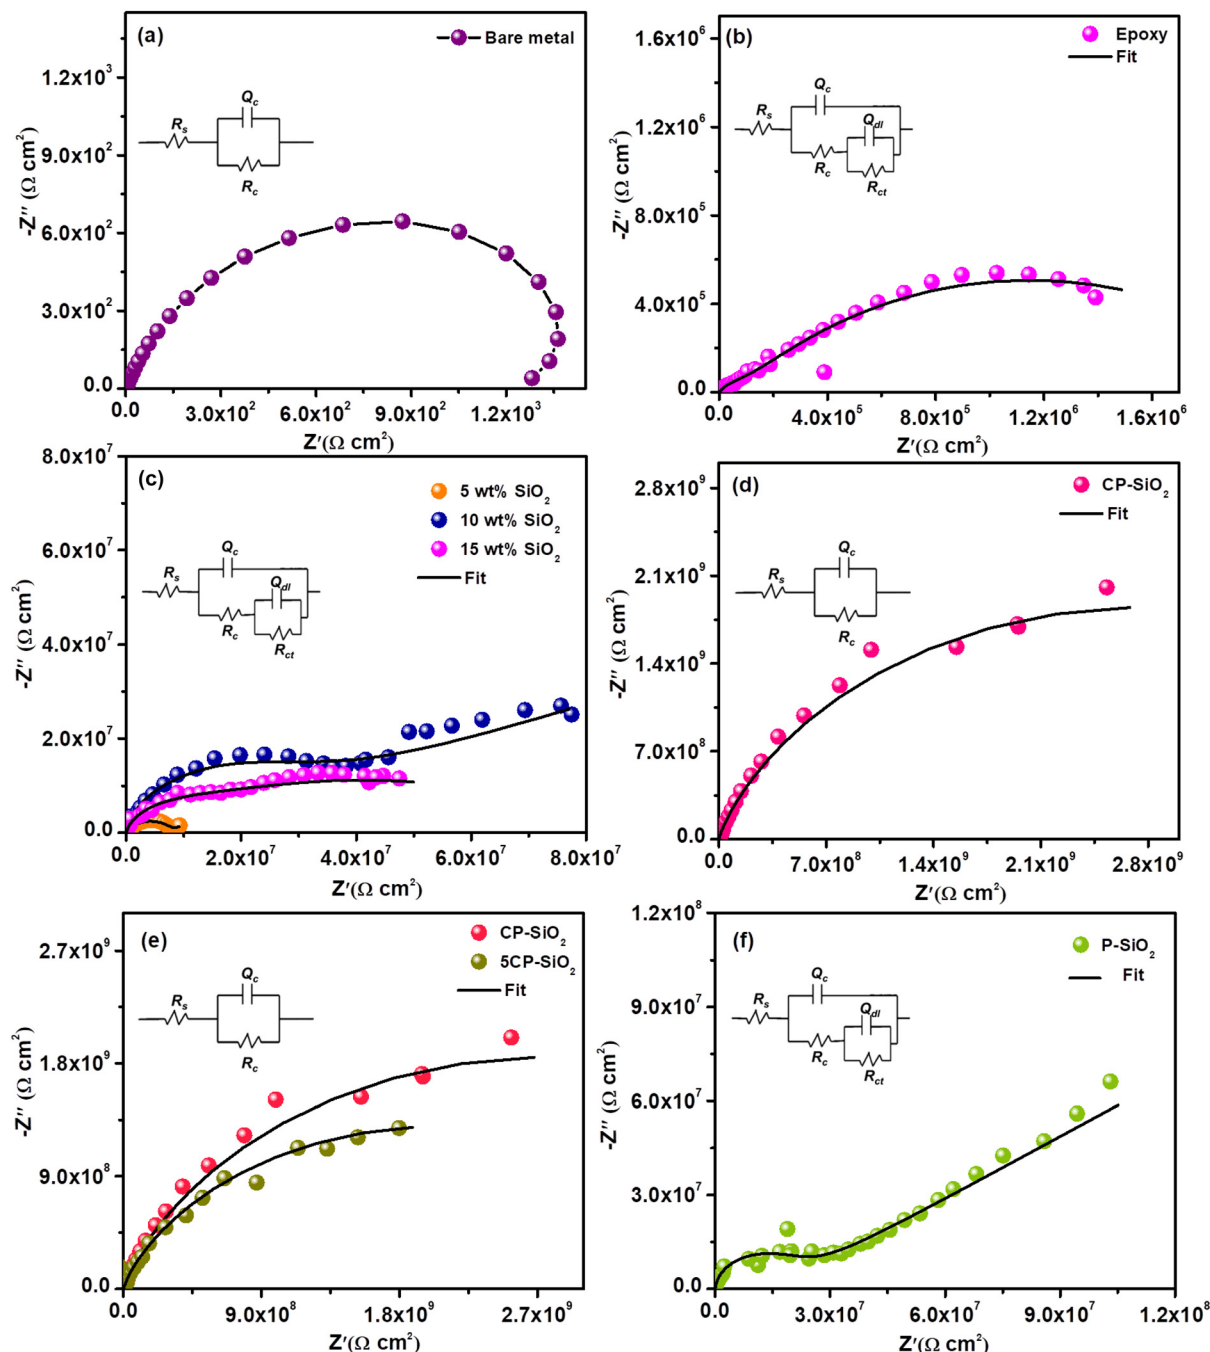 (a)
Bare metal
1.2x10³
9.0x10²
6.0x10²
3.0x10²
0.0
-Z″ (Ω cm²)
Qc
Rs
Rc
0.0 3.0x10² 6.0x10² 9.0x10² 1.2x10³
Z′(Ω cm²)
(b)
Epoxy
Fit
1.6x10⁶
1.2x10⁶
8.0x10⁵
4.0x10⁵
0.0
-Z″ (Ω cm²)
Qc
Rs
Qdl
Rc
Rct
0.0 4.0x10⁵ 8.0x10⁵ 1.2x10⁶ 1.6x10⁶
Z′(Ω cm²)
(c)
5 wt% SiO₂
10 wt% SiO₂
15 wt% SiO₂
Fit
8.0x10⁷
6.0x10⁷
4.0x10⁷
2.0x10⁷
0.0
-Z″ (Ω cm²)
Qc
Rs
Qdl
Rc
Rct
0.0 2.0x10⁷ 4.0x10⁷ 6.0x10⁷ 8.0x10⁷
Z′(Ω cm²)
(d)
CP-SiO₂
Fit
2.8x10⁹
2.1x10⁹
1.4x10⁹
7.0x10⁸
0.0
-Z″ (Ω cm²)
Qc
Rs
Rc
0.0 7.0x10⁸ 1.4x10⁹ 2.1x10⁹ 2.8x10⁹
Z′(Ω cm²)
(e)
CP-SiO₂
5CP-SiO₂
Fit
2.7x10⁹
1.8x10⁹
9.0x10⁸
0.0
-Z″ (Ω cm²)
Qc
Rs
Rc
0.0 9.0x10⁸ 1.8x10⁹ 2.7x10⁹
Z′(Ω cm²)
(f)
P-SiO₂
Fit
1.2x10⁸
9.0x10⁷
6.0x10⁷
3.0x10⁷
0.0
-Z″ (Ω cm²)
Qc
Rs
Qdl
Rc
Rct
0.0 3.0x10⁷ 6.0x10⁷ 9.0x10⁷ 1.2x10⁸
Z′(Ω cm²)